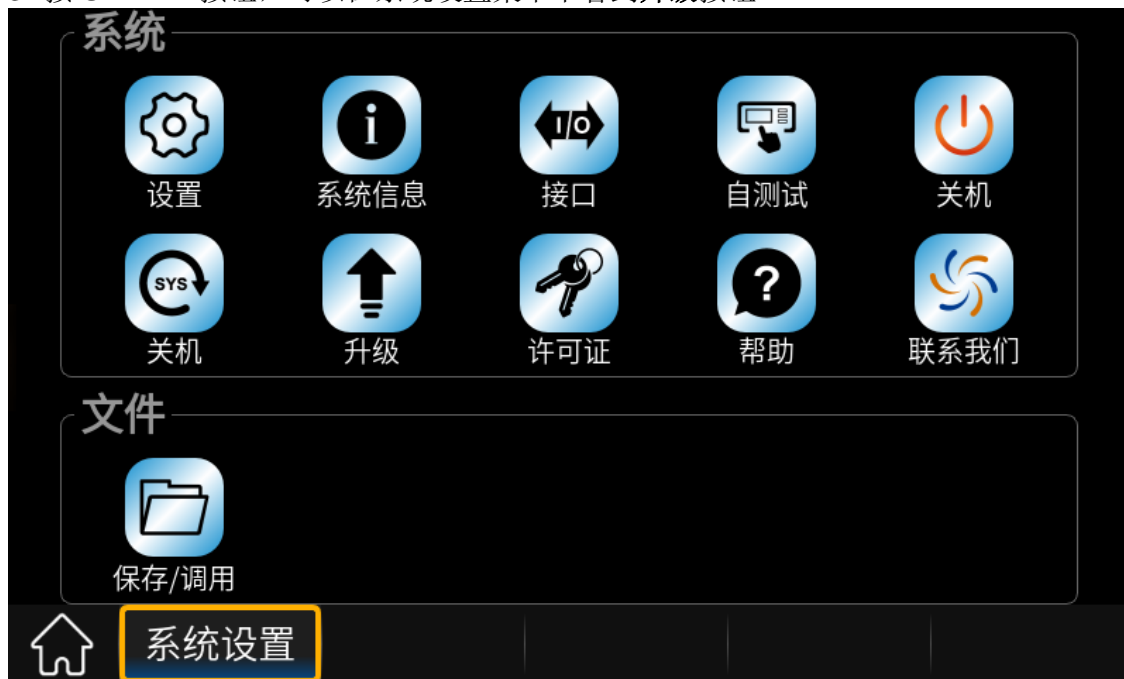 系统
I/O
设置 系统信息 接口 自测试 关机
SYS
关机 升级 许可证 帮助 联系我们
文件
保存/调用
系统设置